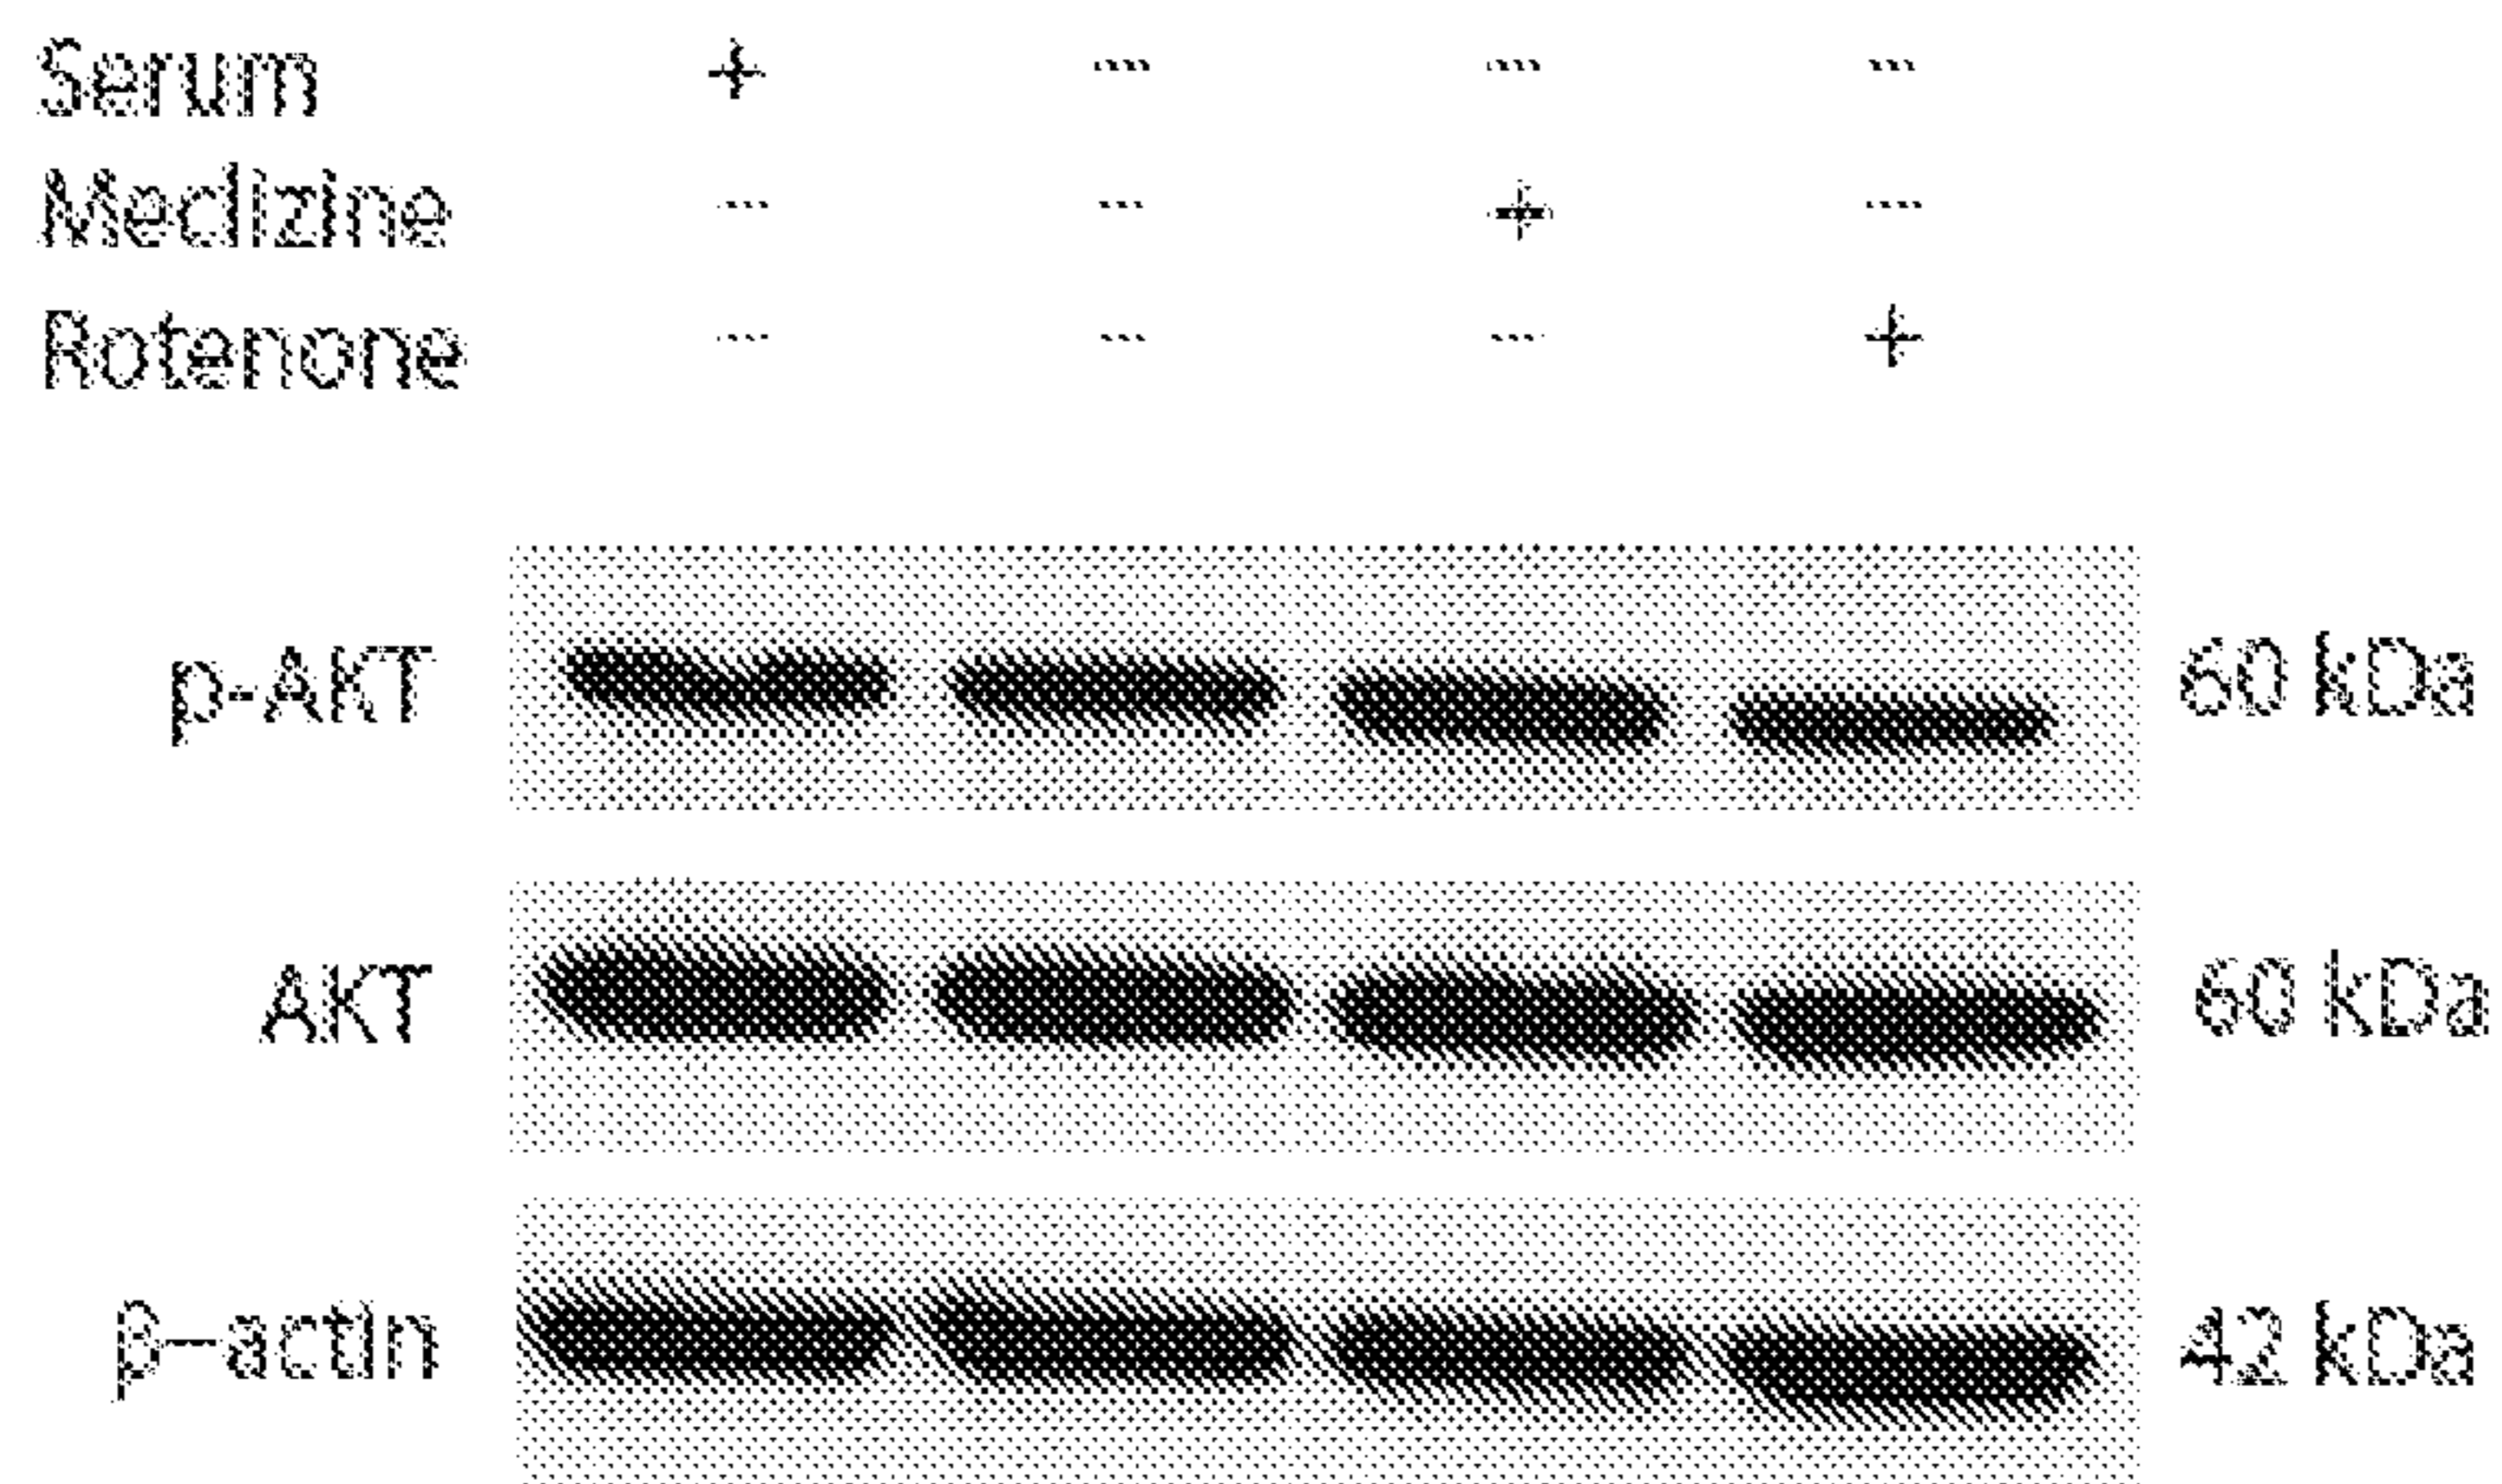 Serum + - - -
Meclizine - - + -
Rotenone - - - +
p-AKT 60 kDa
AKT 60 kDa
β-actin 42 kDa